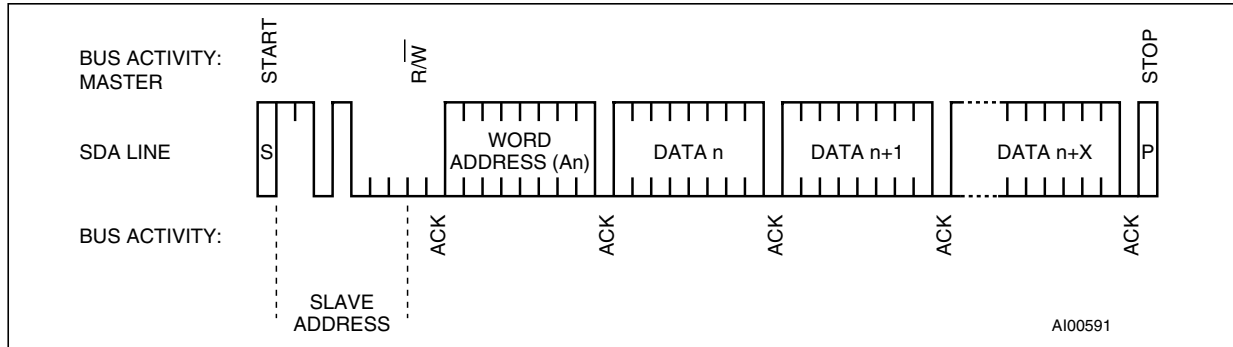 BUS ACTIVITY:
MASTER
START
R/W
STOP
SDA LINE
S
WORD
ADDRESS (An)
DATA n
DATA n+1
DATA n+X
P
BUS ACTIVITY:
ACK
ACK
ACK
ACK
ACK
SLAVE
ADDRESS
AI00591